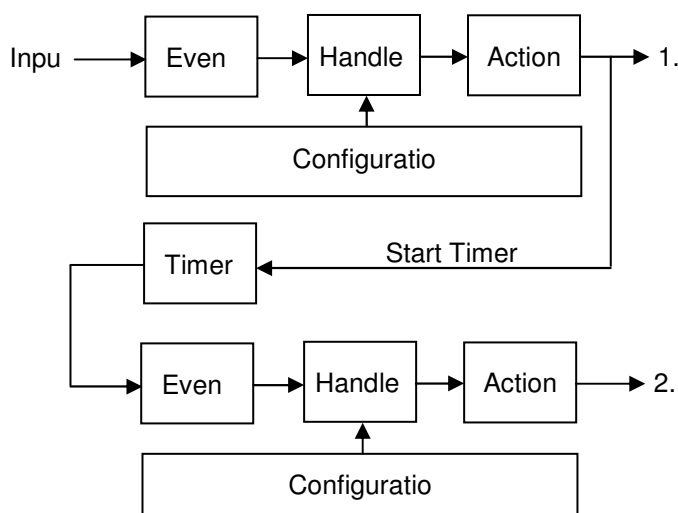 Inpu
Even
Handle
Action
1.
Configuratio
Timer
Start Timer
Even
Handle
Action
2.
Configuratio